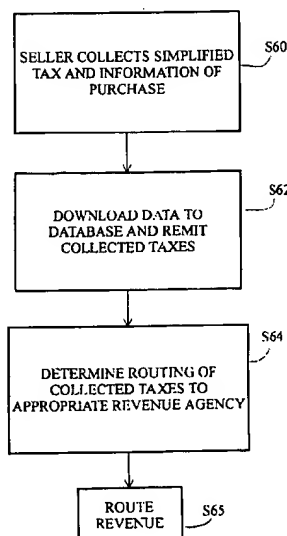 SELLER COLLECTS SIMPLIFIED
TAX AND INFORMATION OF
PURCHASE
S60
DOWNLOAD DATA TO
DATABASE AND REMIT
COLLECTED TAXES
S62
DETERMINE ROUTING OF
COLLECTED TAXES TO
APPROPRIATE REVENUE AGENCY
S64
ROUTE
REVENUE
S65